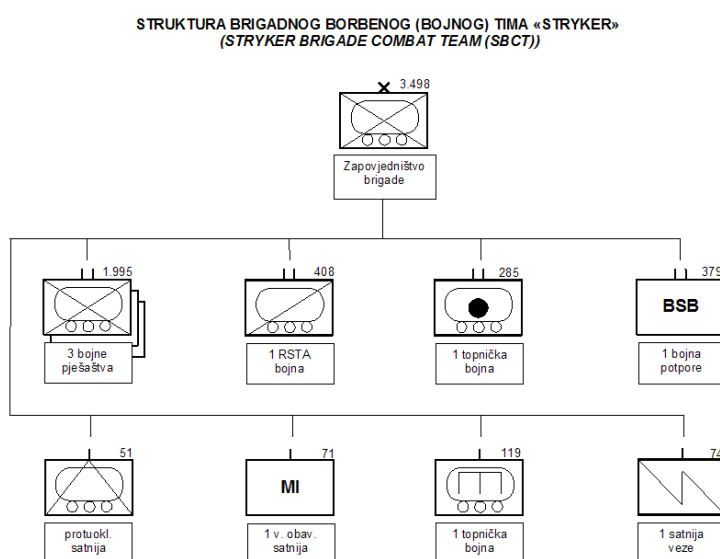 STRUKTURA BRIGADNOG BORBENOG (BOJNOG) TIMA «STRYKER»
(STRYKER BRIGADE COMBAT TEAM (SBCT))
3.498
Zapovjedništvo
brigade
1.995
408
285
379
BSB
3 bojne
pješaštva
1 RSTA
bojna
1 topnička
bojna
1 bojna
potpore
51
71
119
74
MI
protuokl.
satnija
1 v. obav.
satnija
1 topnička
bojna
1 satnija
veze